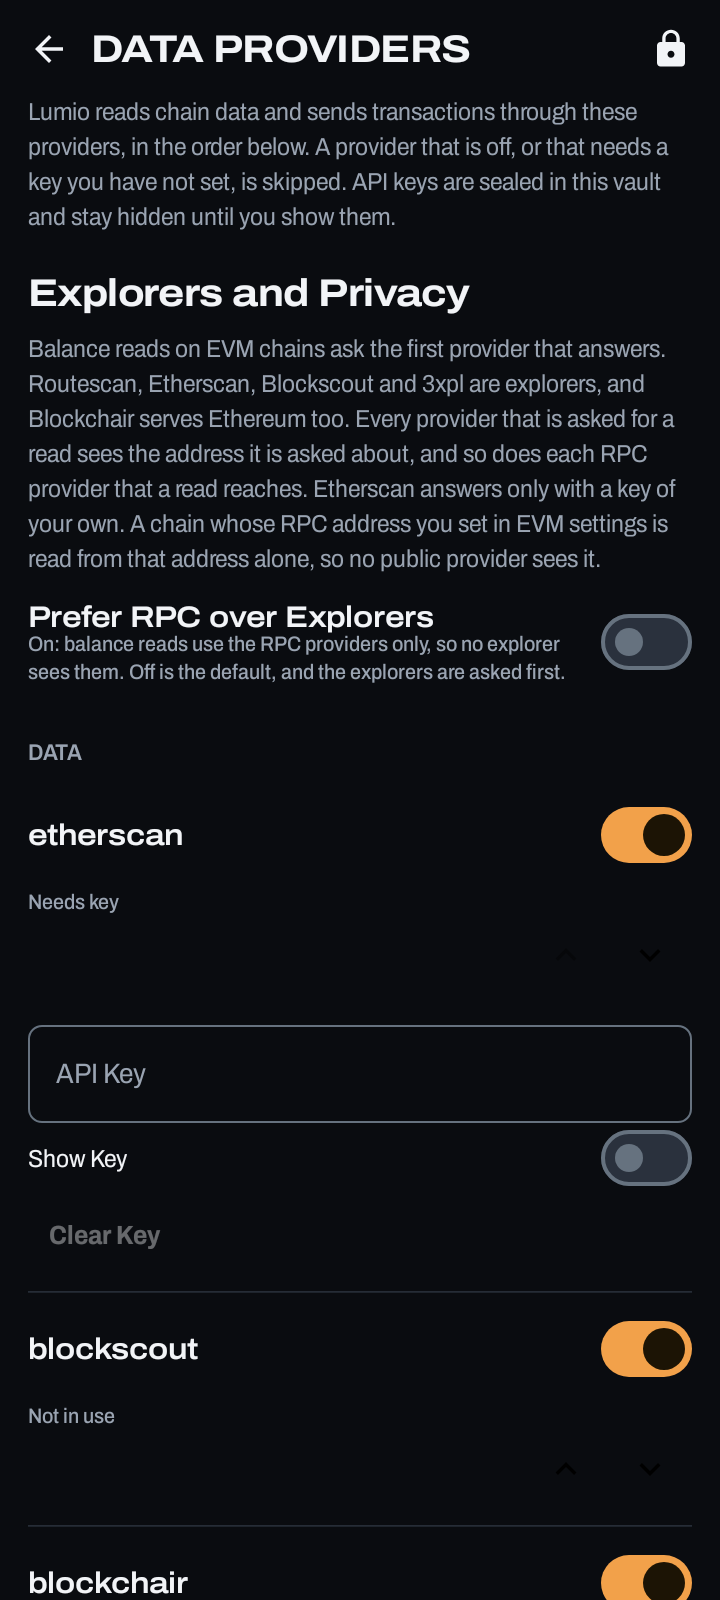 DATA PROVIDERS
Lumio reads chain data and sends transactions through these
providers, in the order below. A provider that is off, or that needs a
key you have not set, is skipped. API keys are sealed in this vault
and stay hidden until you show them.
Explorers and Privacy
Balance reads on EVM chains ask the first provider that answers.
Routescan, Etherscan, Blockscout and 3xpl are explorers, and
Blockchair serves Ethereum too. Every provider that is asked for a
read sees the address it is asked about, and so does each RPC
provider that a read reaches. Etherscan answers only with a key of
your own. A chain whose RPC address you set in EVM settings is
read from that address alone, so no public provider sees it.
Prefer RPC over Explorers
On: balance reads use the RPC providers only, so no explorer
sees them. Off is the default, and the explorers are asked first.
DATA
etherscan
Needs key
API Key
Show Key
Clear Key
blockscout
Not in use
blockchair